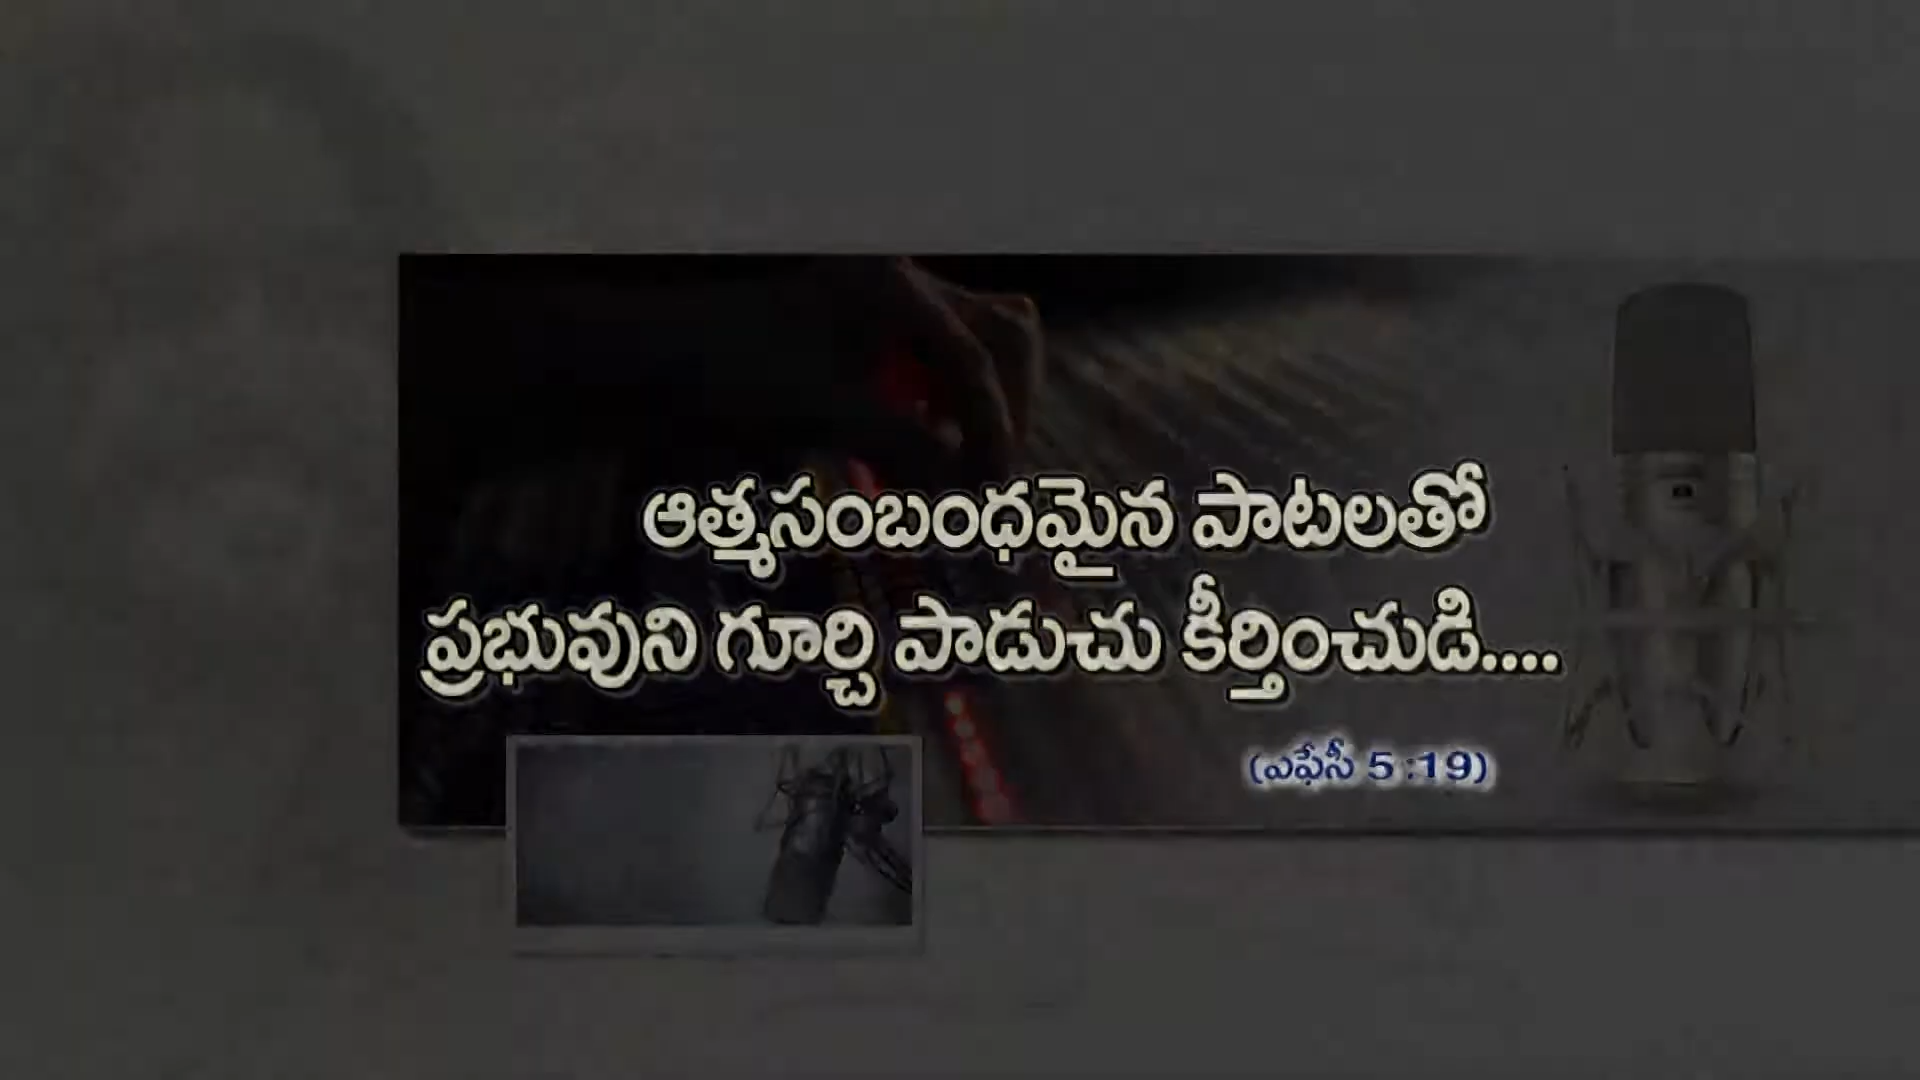 ఆత్మసంబంధమైన పాటలతో
ప్రభువుని గూర్చి పాడుచు కీర్తించుడి....
(ఎఫేసీ 5 :19)